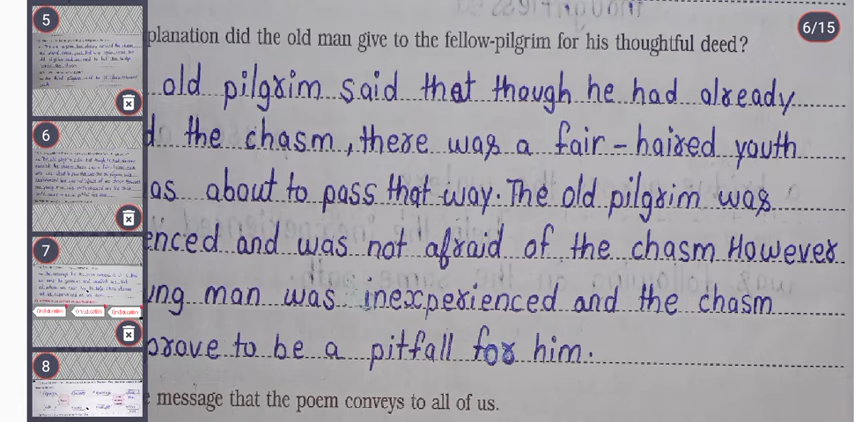 5
6/15
planation did the old man give to the fellow-pilgrim for his thoughtful deed?
old pilgrim said that though he had already
6
the chasm, there was a fair-haired youth
as about to pass that way. The old pilgrim was
enced and was not afraid of the chasm However
7
ung man was inexperienced and the chasm
prove to be a pitfall for him.
8
message that the poem conveys to all of us.